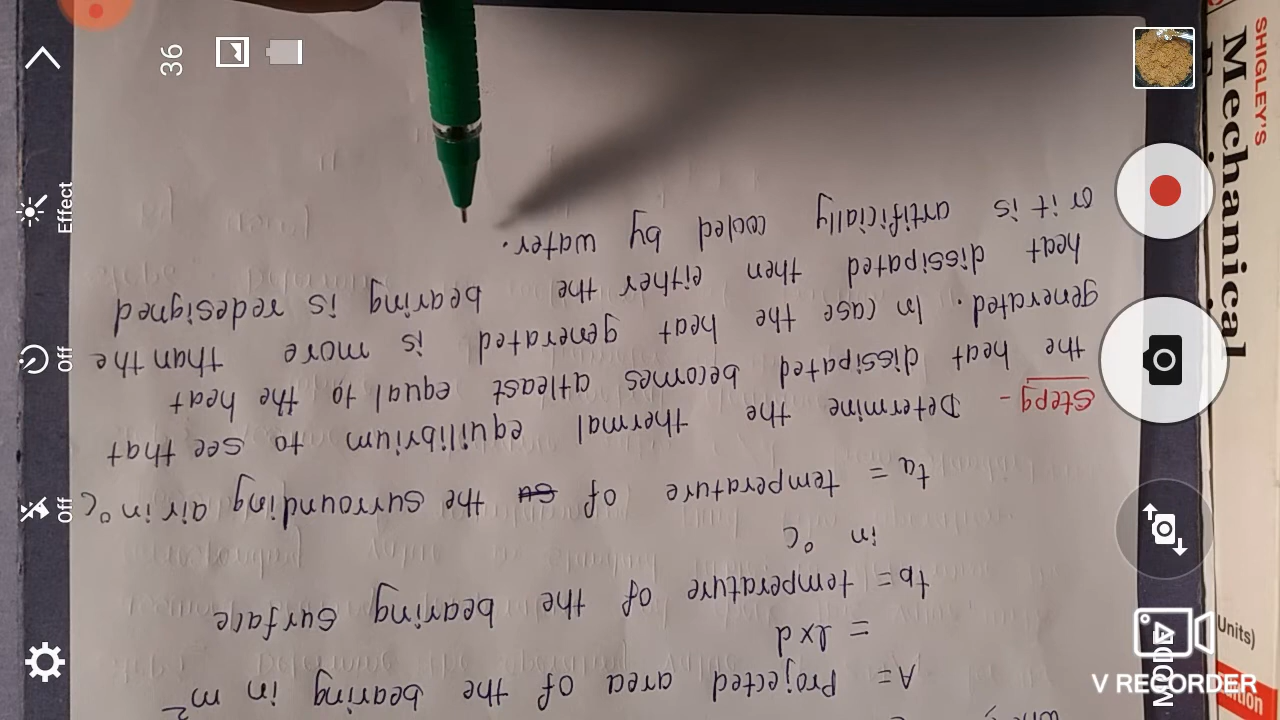 A = Projected area of the bearing in m²
= l×d
tb = temperature of the bearing surface
in °C
ta = temperature of the surrounding air in °C
Step9 - Determine the thermal equilibrium to see that
the heat dissipated becomes atleast equal to the heat
generated. In case the heat generated is more than the
heat dissipated then either the bearing is redesigned
or it is artificially cooled by water.
SHIGLEY'S
Mechanical
Units)
36
Effect
Off
Off
MODE
V RECORDER